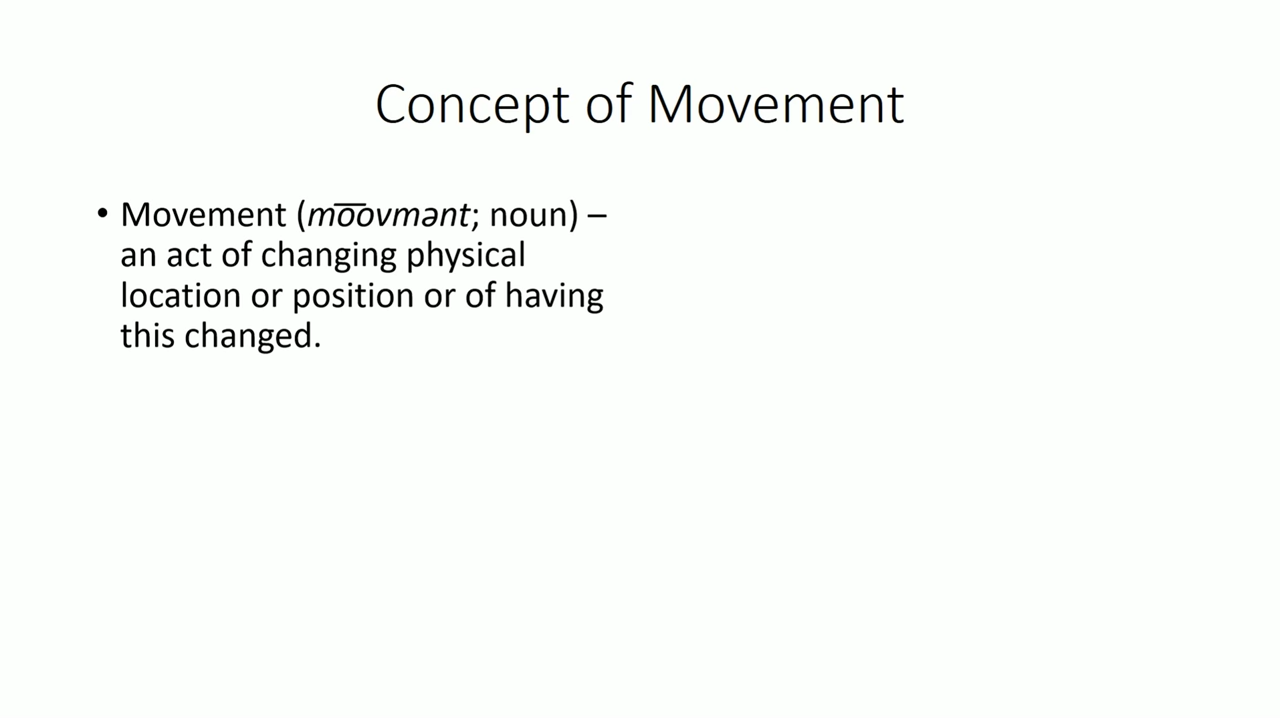 Concept of Movement
• Movement (mo͞ovmənt; noun) –
an act of changing physical
location or position or of having
this changed.